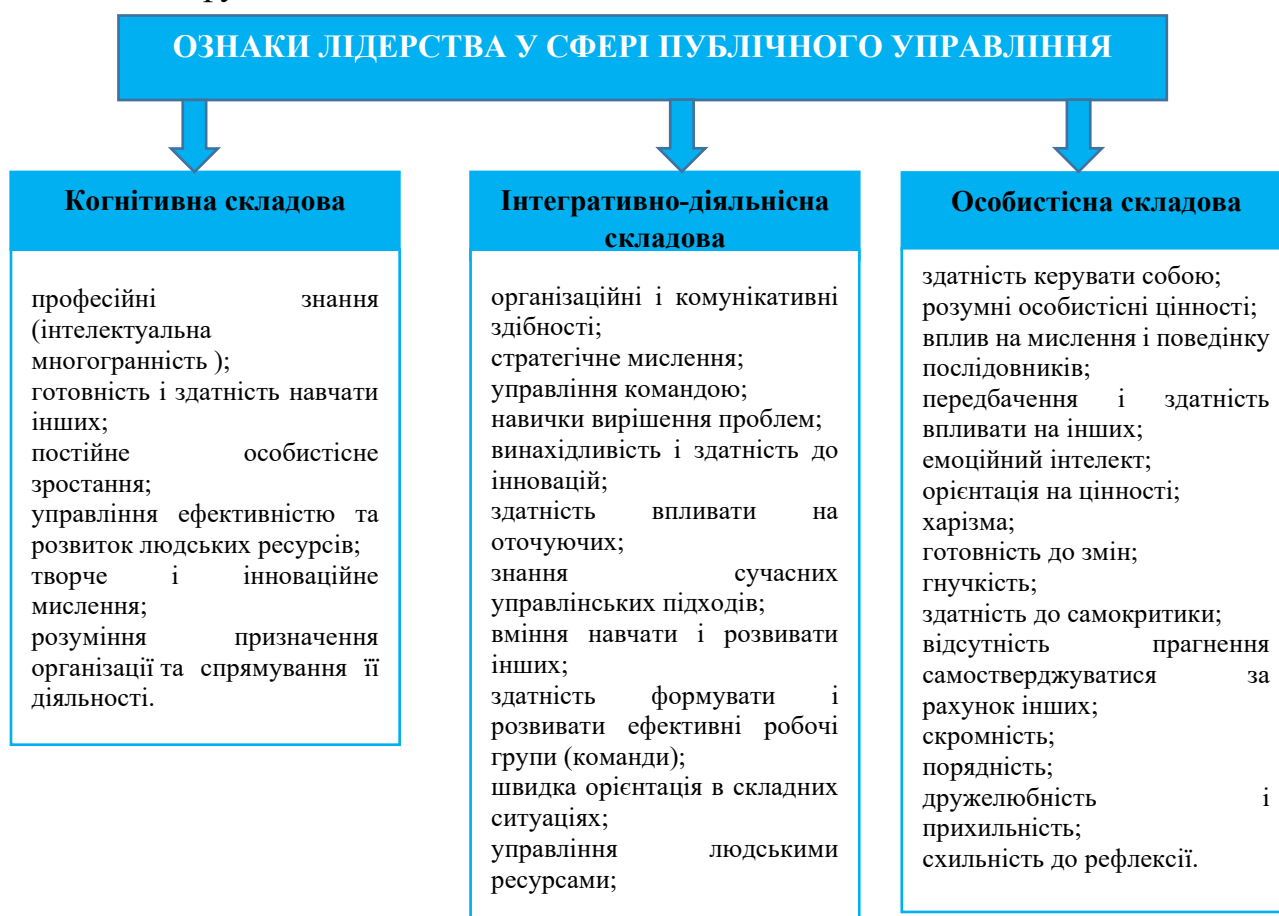 ОЗНАКИ ЛІДЕРСТВА У СФЕРІ ПУБЛІЧНОГО УПРАВЛІННЯ
Когнітивна складова
професійні знання
(інтелектуальна
многогранність );
готовність і здатність навчати
інших;
постійне особистісне
зростання;
управління ефективністю та
розвиток людських ресурсів;
творче і інноваційне
мислення;
розуміння призначення
організації та спрямування її
діяльності.
Інтегративно-діяльнісна
складова
організаційні і комунікативні
здібності;
стратегічне мислення;
управління командою;
навички вирішення проблем;
винахідливість і здатність до
інновацій;
здатність впливати на
оточуючих;
знання сучасних
управлінських підходів;
вміння навчати і розвивати
інших;
здатність формувати і
розвивати ефективні робочі
групи (команди);
швидка орієнтація в складних
ситуаціях;
управління людськими
ресурсами;
Особистісна складова
здатність керувати собою;
розумні особистісні цінності;
вплив на мислення і поведінку
послідовників;
передбачення і здатність
впливати на інших;
емоційний інтелект;
орієнтація на цінності;
харізма;
готовність до змін;
гнучкість;
здатність до самокритики;
відсутність прагнення
самостверджуватися за
рахунок інших;
скромність;
порядність;
дружелюбність і
прихильність;
схильність до рефлексії.